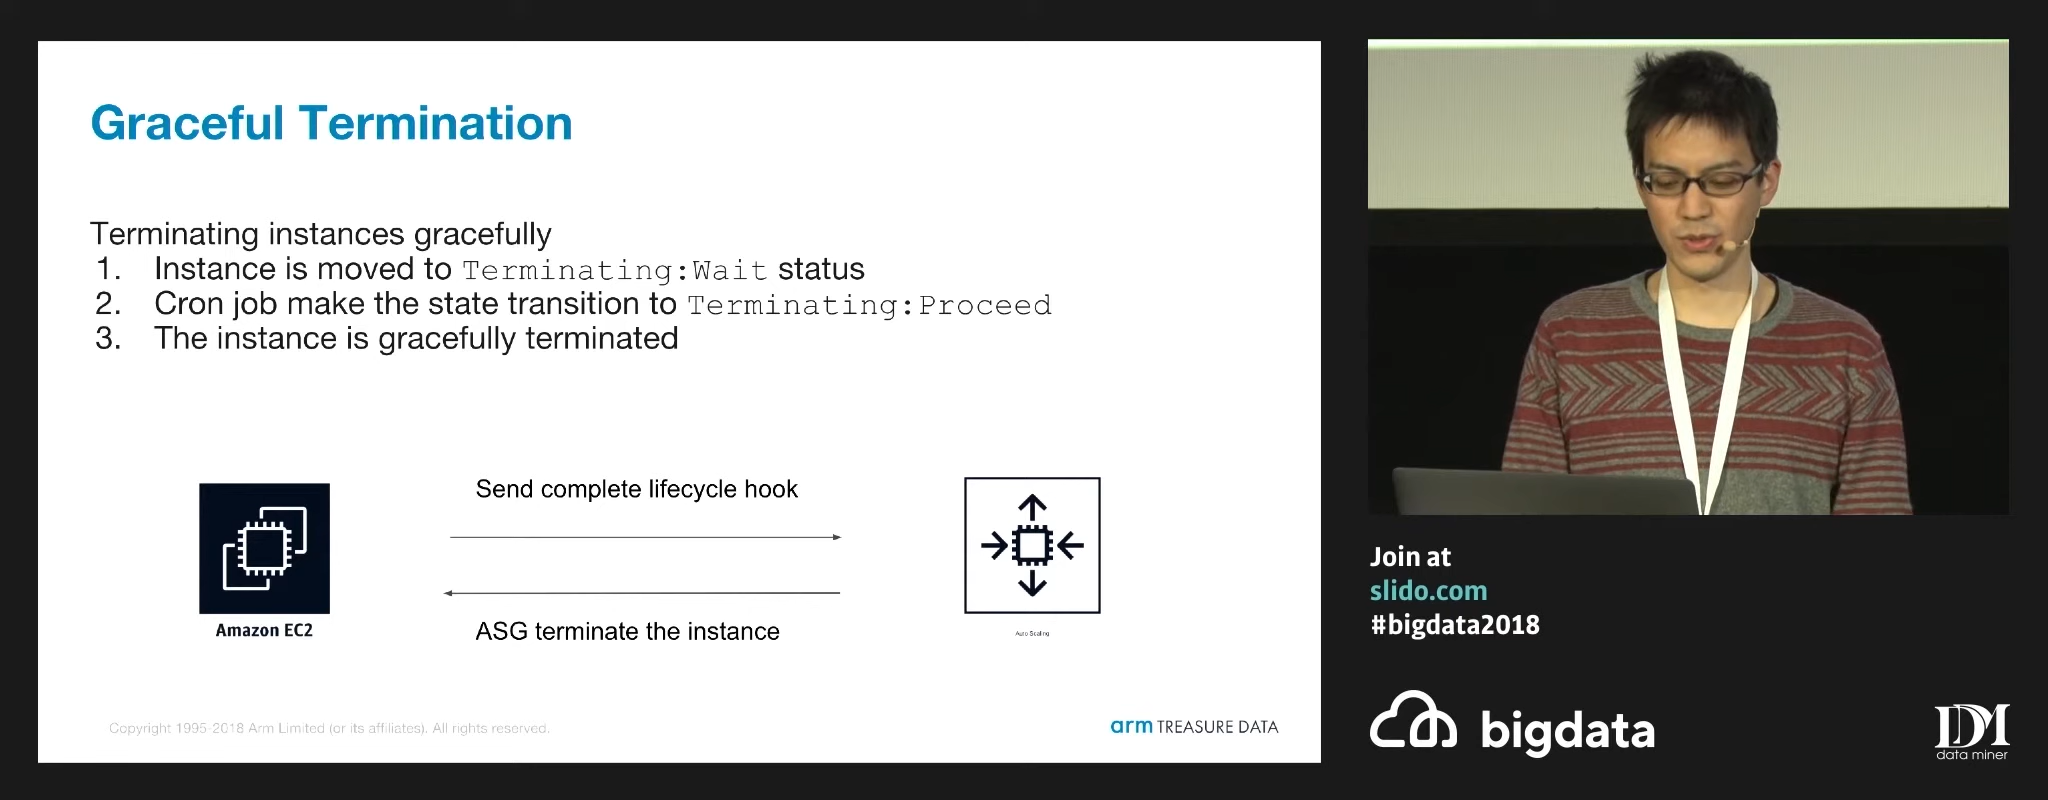 Graceful Termination
Terminating instances gracefully
1. Instance is moved to Terminating:Wait status
2. Cron job make the state transition to Terminating:Proceed
3. The instance is gracefully terminated
Send complete lifecycle hook
ASG terminate the instance
Amazon EC2
Auto Scaling
Copyright 1995-2018 Arm Limited (or its affiliates). All rights reserved.
arm TREASURE DATA
Join at
slido.com
#bigdata2018
bigdata
DM
data miner